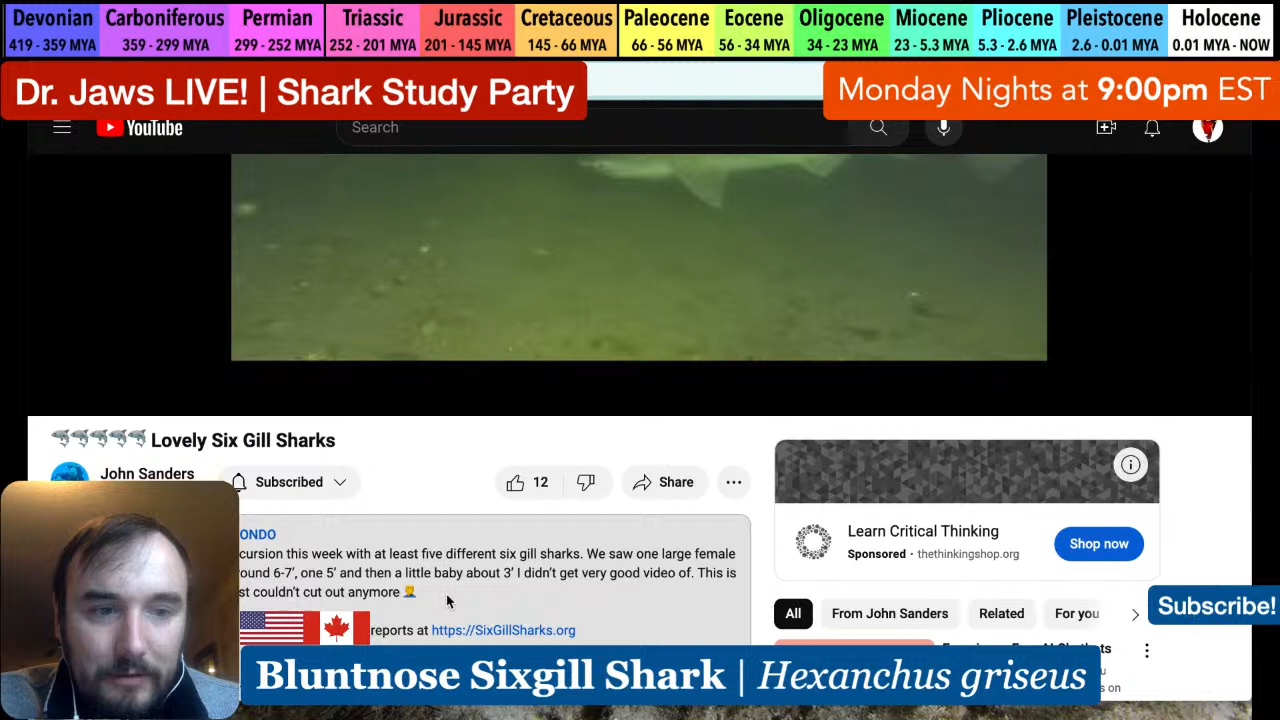 Devonian Carboniferous Permian Triassic Jurassic Cretaceous Paleocene Eocene Oligocene Miocene Pliocene Pleistocene Holocene
419 - 359 MYA 359 - 299 MYA 299 - 252 MYA 252 - 201 MYA 201 - 145 MYA 145 - 66 MYA 66 - 56 MYA 56 - 34 MYA 34 - 23 MYA 23 - 5.3 MYA 5.3 - 2.6 MYA 2.6 - 0.01 MYA 0.01 MYA - NOW
Dr. Jaws LIVE! | Shark Study Party
Monday Nights at 9:00pm EST
YouTube
Search
Lovely Six Gill Sharks
John Sanders
Subscribed
12
Share
ONDO
cursion this week with at least five different six gill sharks. We saw one large female
ound 6-7’, one 5’ and then a little baby about 3’ I didn’t get very good video of. This is
st couldn’t cut out anymore
reports at https://SixGillSharks.org
Learn Critical Thinking
Sponsored · thethinkingshop.org
Shop now
All From John Sanders Related For you
Subscribe!
Bluntnose Sixgill Shark | Hexanchus griseus